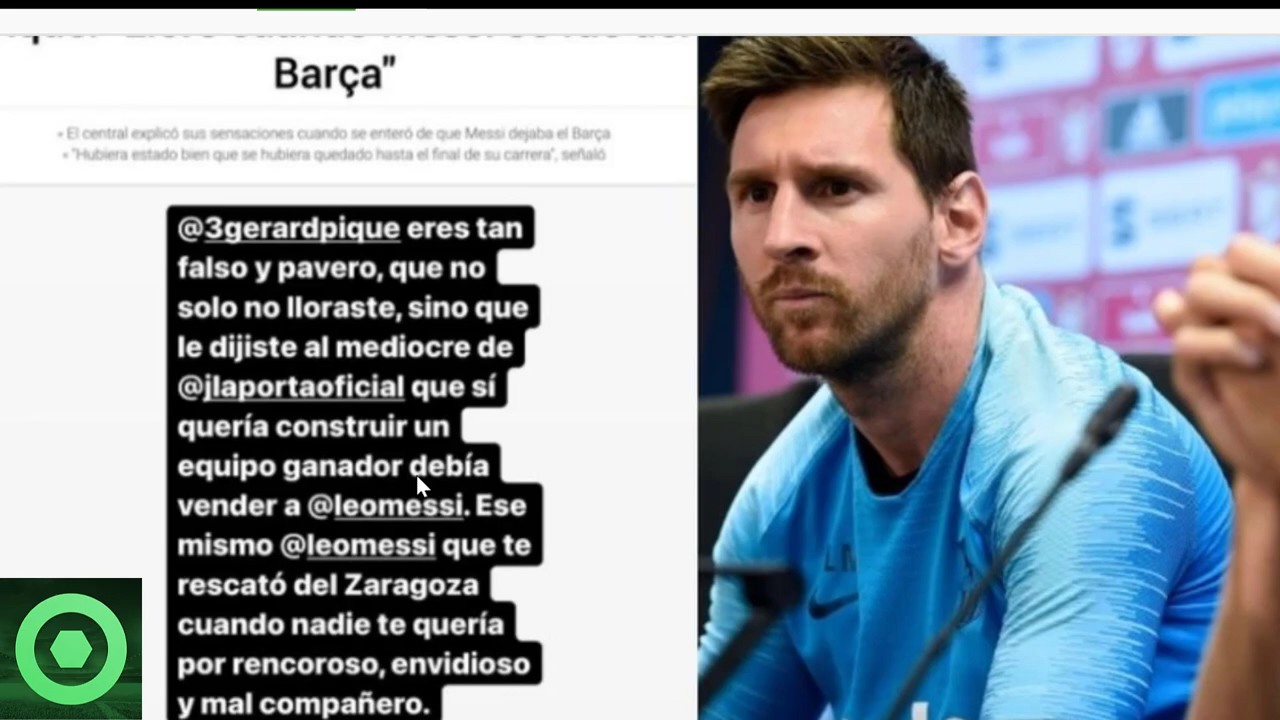 Barça"
• El central explicó sus sensaciones cuando se enteró de que Messi dejaba el Barça
• "Hubiera estado bien que se hubiera quedado hasta el final de su carrera", señaló
@3gerardpique eres tan
falso y pavero, que no
solo no lloraste, sino que
le dijiste al mediocre de
@jlaportaoficial que sí
quería construir un
equipo ganador debía
vender a @leomessi. Ese
mismo @leomessi que te
rescató del Zaragoza
cuando nadie te quería
por rencoroso, envidioso
y mal compañero.